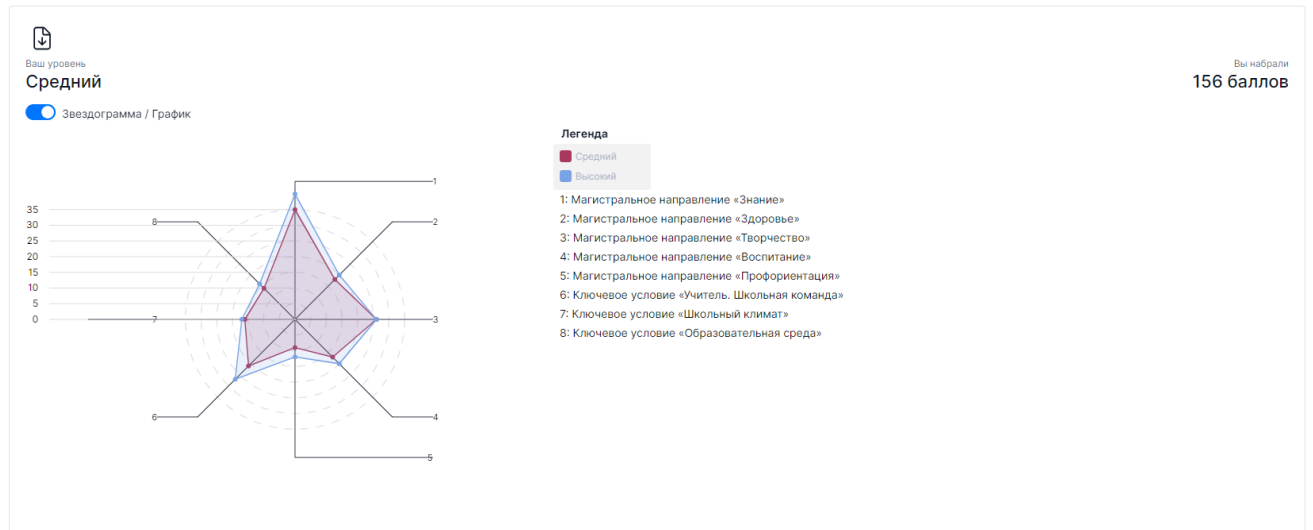 Ваш уровень
Средний
Вы набрали
156 баллов
Звездограмма / График
Легенда
Средний
Высокий
1: Магистральное направление «Знание»
2: Магистральное направление «Здоровье»
3: Магистральное направление «Творчество»
4: Магистральное направление «Воспитание»
5: Магистральное направление «Профориентация»
6: Ключевое условие «Учитель. Школьная команда»
7: Ключевое условие «Школьный климат»
8: Ключевое условие «Образовательная среда»
35
30
25
20
15
10
5
0
1
2
3
4
5
6
7
8